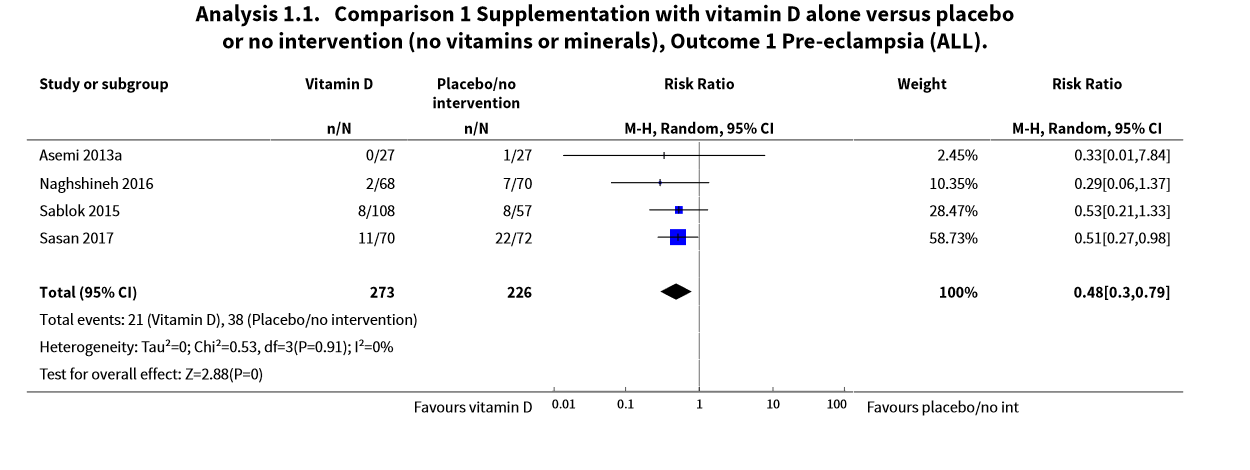 Analysis 1.1. Comparison 1 Supplementation with vitamin D alone versus placebo
or no intervention (no vitamins or minerals), Outcome 1 Pre-eclampsia (ALL).
Study or subgroup Vitamin D Placebo/no Risk Ratio Weight Risk Ratio
intervention
n/N n/N M-H, Random, 95% CI M-H, Random, 95% CI
Asemi 2013a 0/27 1/27 2.45% 0.33[0.01,7.84]
Naghshineh 2016 2/68 7/70 10.35% 0.29[0.06,1.37]
Sablok 2015 8/108 8/57 28.47% 0.53[0.21,1.33]
Sasan 2017 11/70 22/72 58.73% 0.51[0.27,0.98]
Total (95% CI) 273 226 100% 0.48[0.3,0.79]
Total events: 21 (Vitamin D), 38 (Placebo/no intervention)
Heterogeneity: Tau²=0; Chi²=0.53, df=3(P=0.91); I²=0%
Test for overall effect: Z=2.88(P=0)
Favours vitamin D 0.01 0.1 1 10 100 Favours placebo/no int